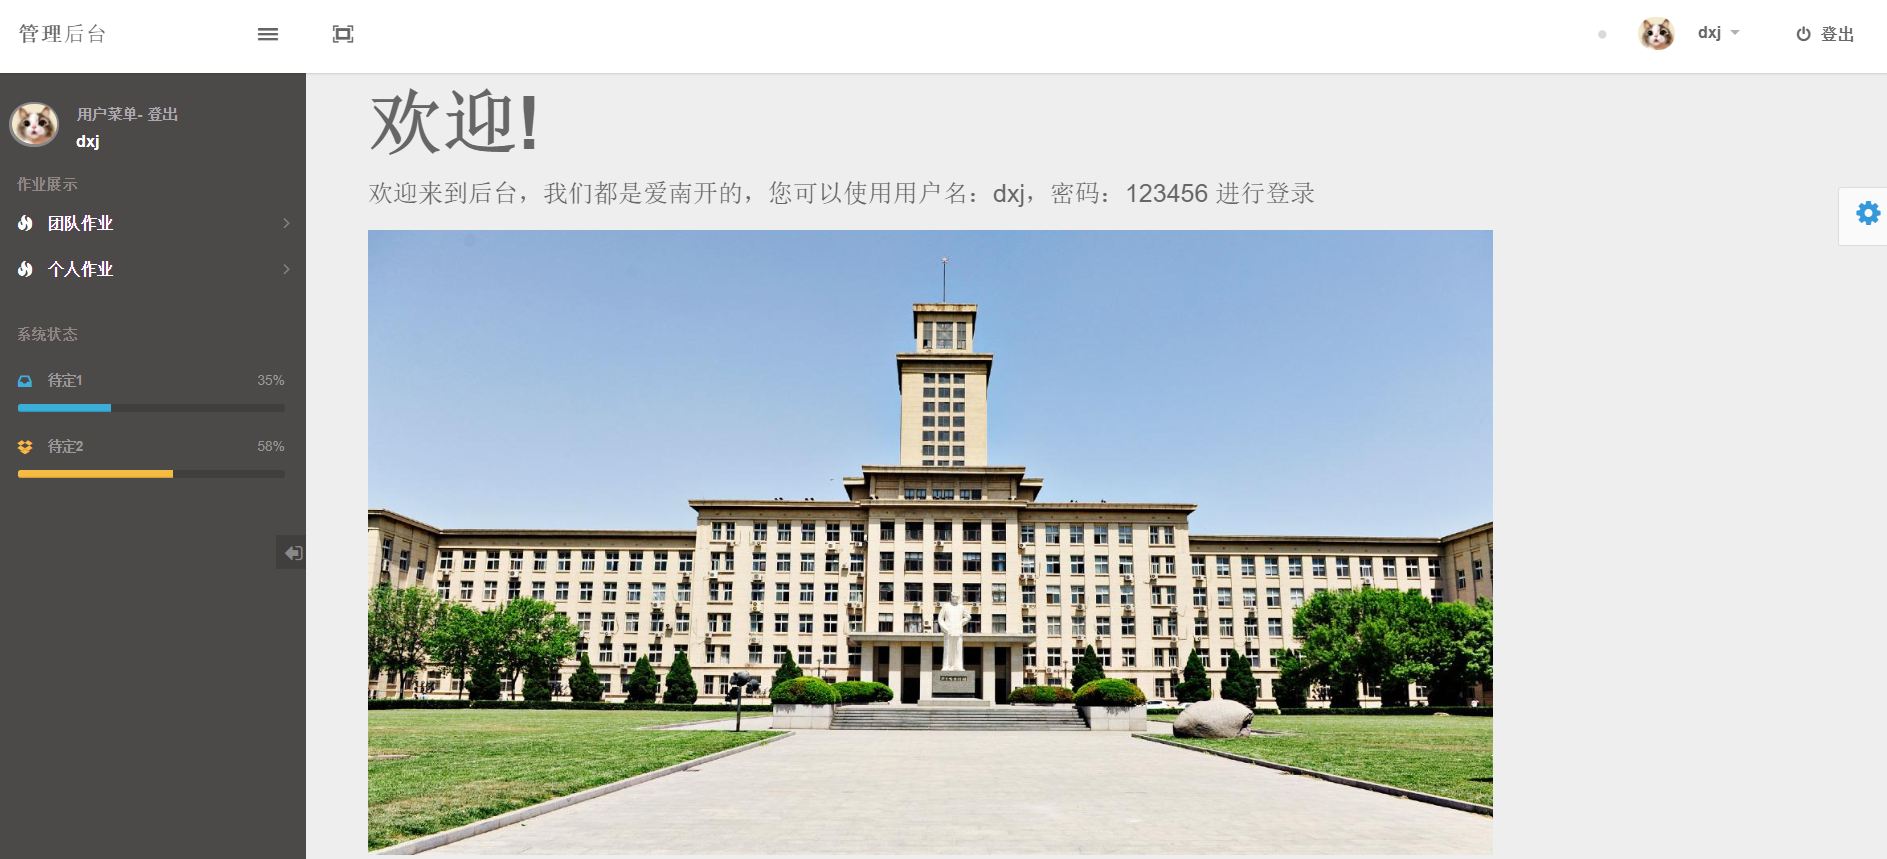 管理后台
dxj
登出
用户菜单- 登出
dxj
作业展示
团队作业
个人作业
系统状态
待定1 35%
待定2 58%
欢迎!
欢迎来到后台，我们都是爱南开的，您可以使用用户名：dxj，密码：123456 进行登录